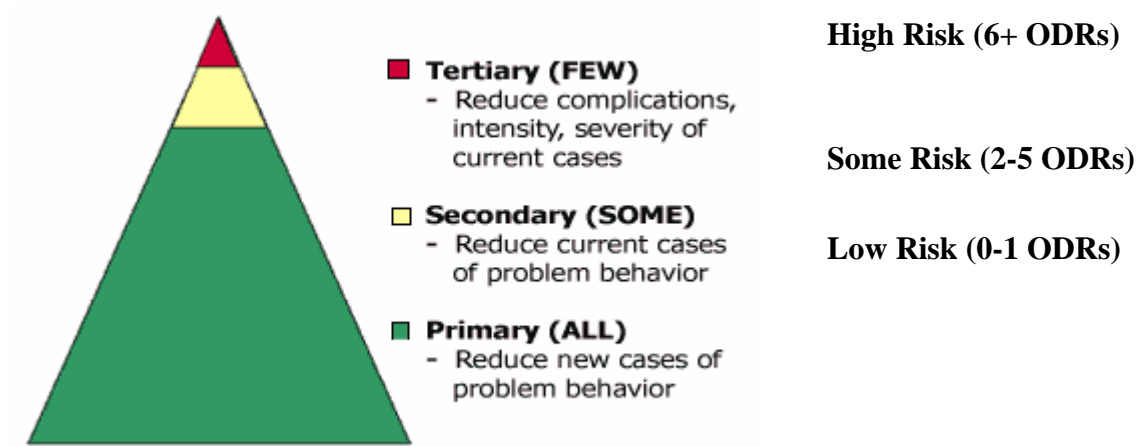 Tertiary (FEW)
- Reduce complications,
intensity, severity of
current cases
Secondary (SOME)
- Reduce current cases
of problem behavior
Primary (ALL)
- Reduce new cases of
problem behavior
High Risk (6+ ODRs)
Some Risk (2-5 ODRs)
Low Risk (0-1 ODRs)